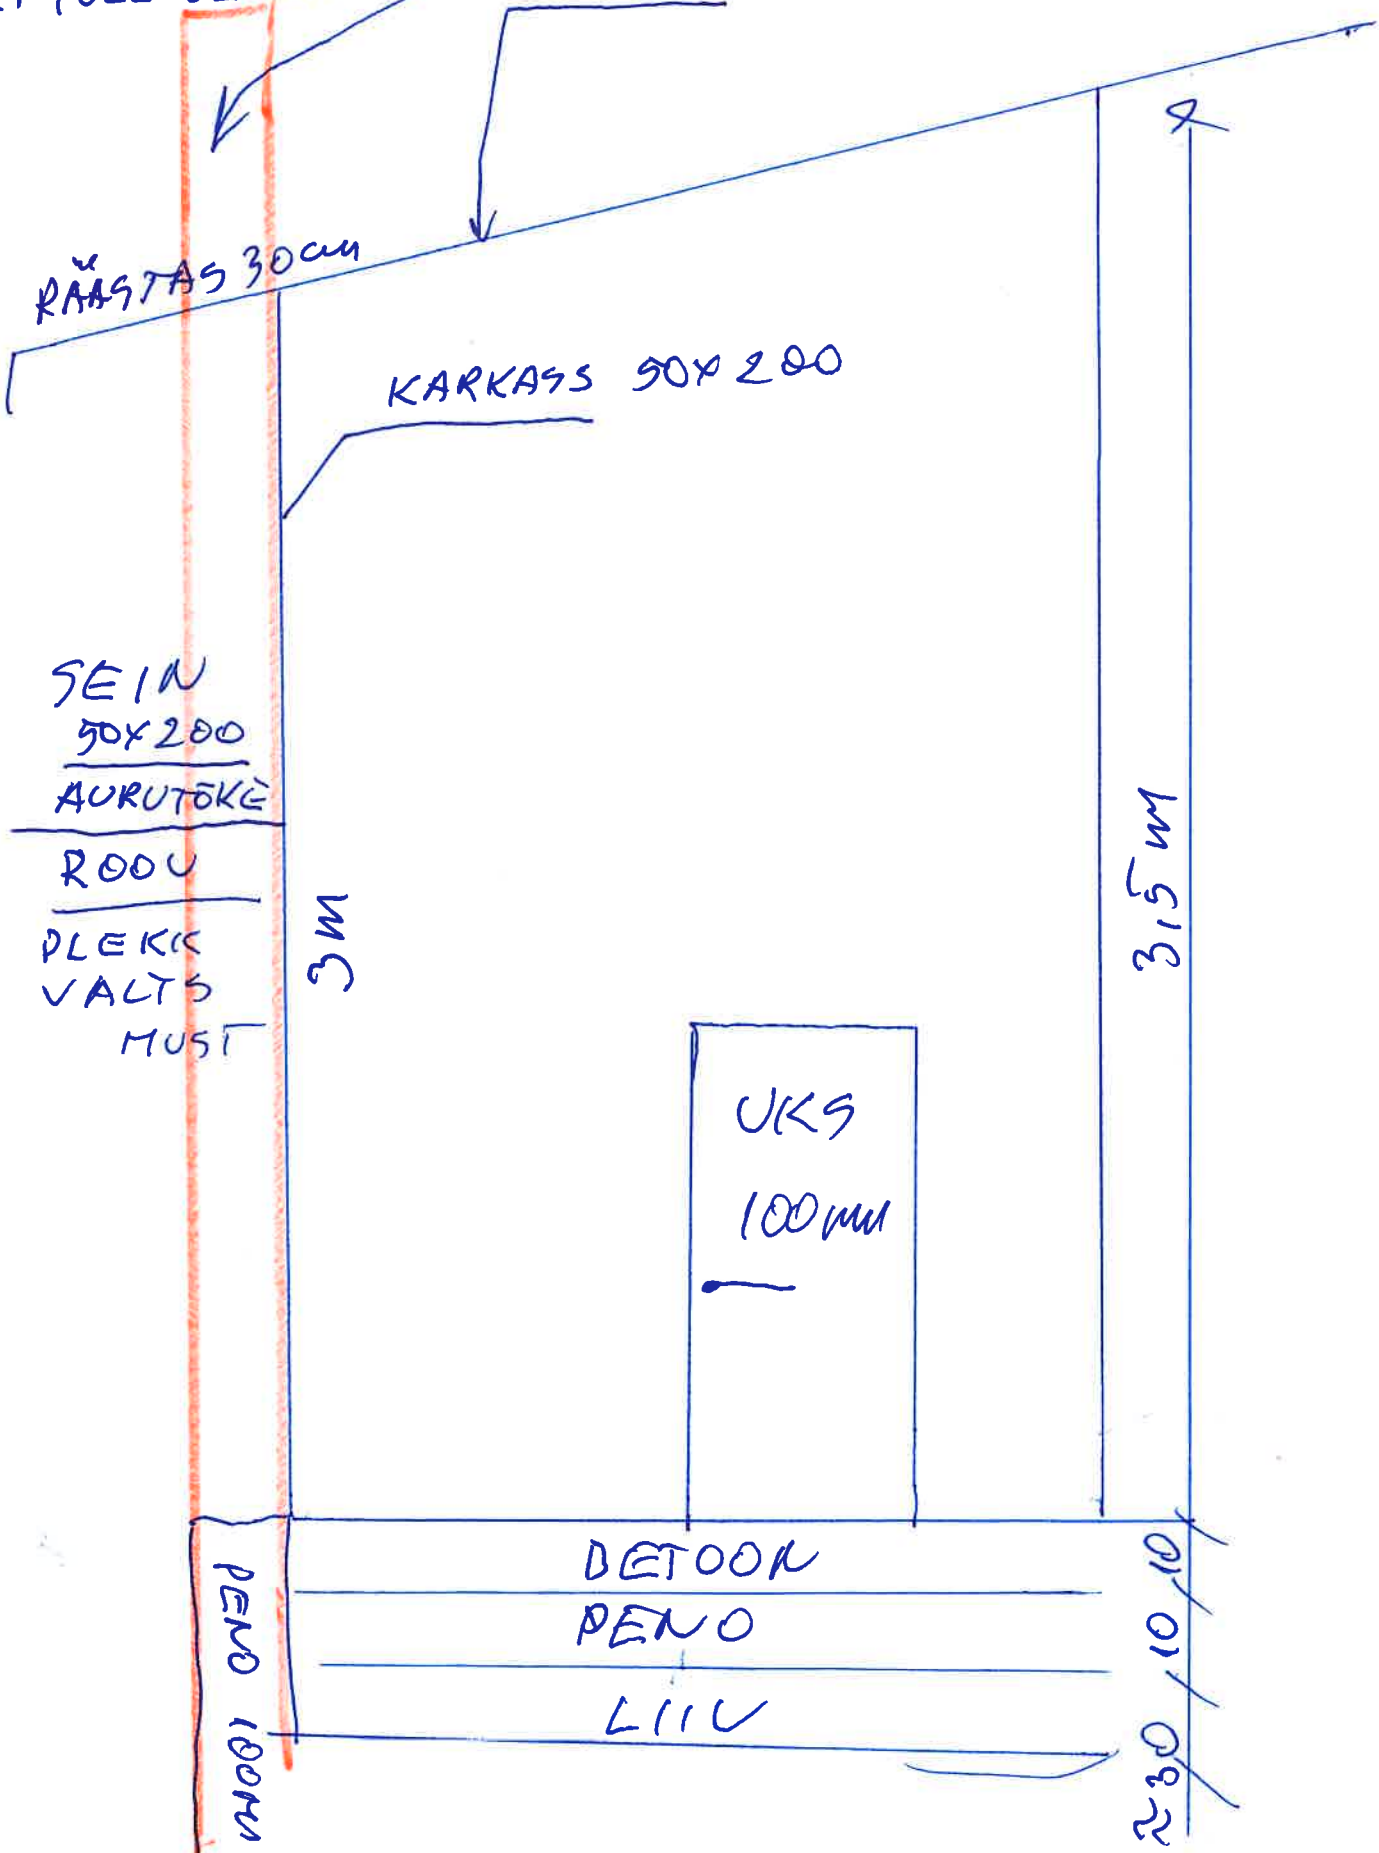 RÄÄSTAS 30cm
KARKASS 50X200
SEIN
50X200
AURUTÕKE
ROOV
PLEKK
VALTS
MUST
3m
3,5m
UKS
100mm
BETOON
PENO
LIIV
PENO 100mm
10
10
≈30